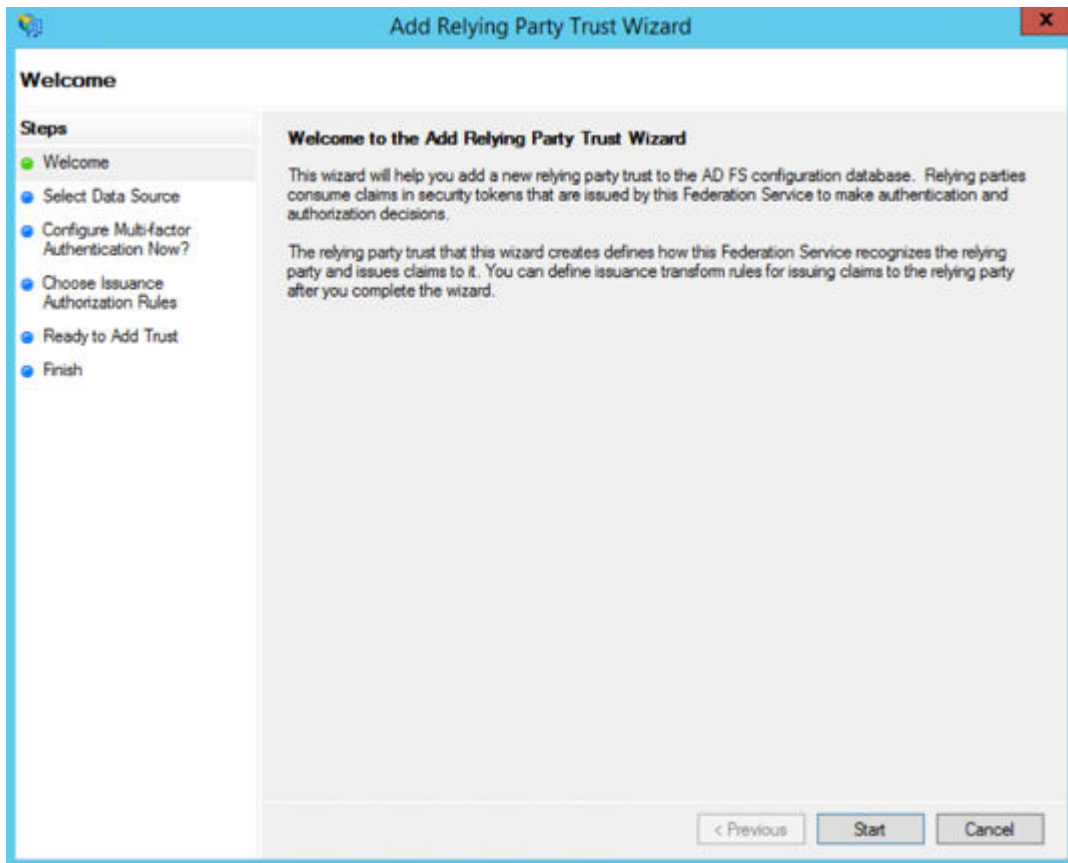 Add Relying Party Trust Wizard
x
Welcome
Steps
Welcome
Select Data Source
Configure Multi-factor
Authentication Now?
Choose Issuance
Authorization Rules
Ready to Add Trust
Finish
Welcome to the Add Relying Party Trust Wizard
This wizard will help you add a new relying party trust to the AD FS configuration database.  Relying parties
consume claims in security tokens that are issued by this Federation Service to make authentication and
authorization decisions.
The relying party trust that this wizard creates defines how this Federation Service recognizes the relying
party and issues claims to it. You can define issuance transform rules for issuing claims to the relying party
after you complete the wizard.
< Previous
Start
Cancel